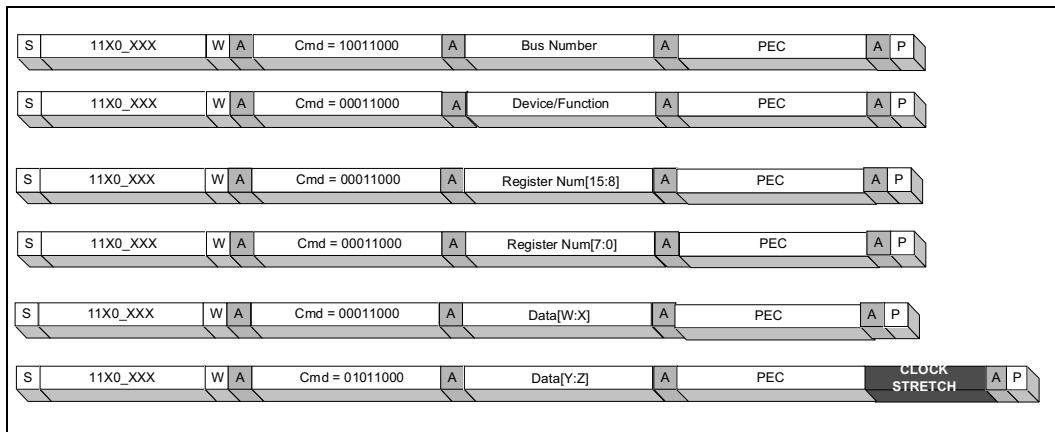 S 11X0_XXX W A Cmd = 10011000 A Bus Number A PEC A P
S 11X0_XXX W A Cmd = 00011000 A Device/Function A PEC A P
S 11X0_XXX W A Cmd = 00011000 A Register Num[15:8] A PEC A P
S 11X0_XXX W A Cmd = 00011000 A Register Num[7:0] A PEC A P
S 11X0_XXX W A Cmd = 00011000 A Data[W:X] A PEC A P
S 11X0_XXX W A Cmd = 01011000 A Data[Y:Z] A PEC CLOCK STRETCH A P